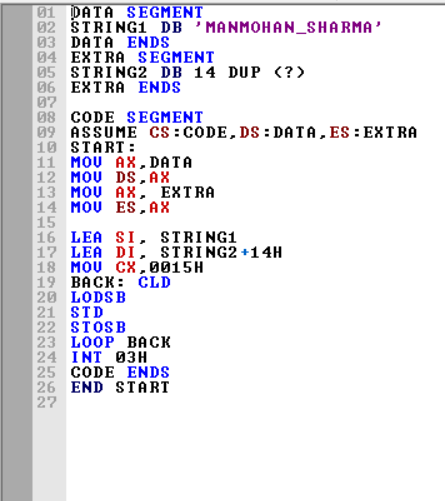 01 DATA SEGMENT
02 STRING1 DB 'MANMOHAN_SHARMA'
03 DATA ENDS
04 EXTRA SEGMENT
05 STRING2 DB 14 DUP (?)
06 EXTRA ENDS
07
08 CODE SEGMENT
09 ASSUME CS:CODE,DS:DATA,ES:EXTRA
10 START:
11 MOV AX,DATA
12 MOV DS,AX
13 MOV AX, EXTRA
14 MOV ES,AX
15
16 LEA SI, STRING1
17 LEA DI, STRING2+14H
18 MOV CX,0015H
19 BACK: CLD
20 LODSB
21 STD
22 STOSB
23 LOOP BACK
24 INT 03H
25 CODE ENDS
26 END START
27